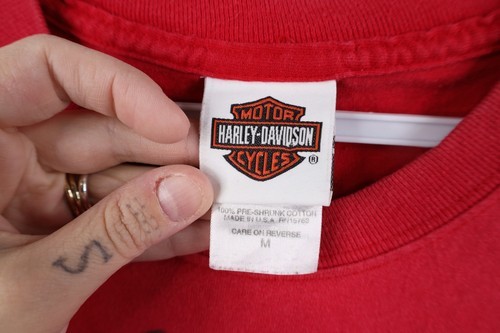 MOTOR
HARLEY-DAVIDSON
CYCLES
®
100% PRE-SHRUNK COTTON
MADE IN U.S.A.
CARE ON REVERSE
M